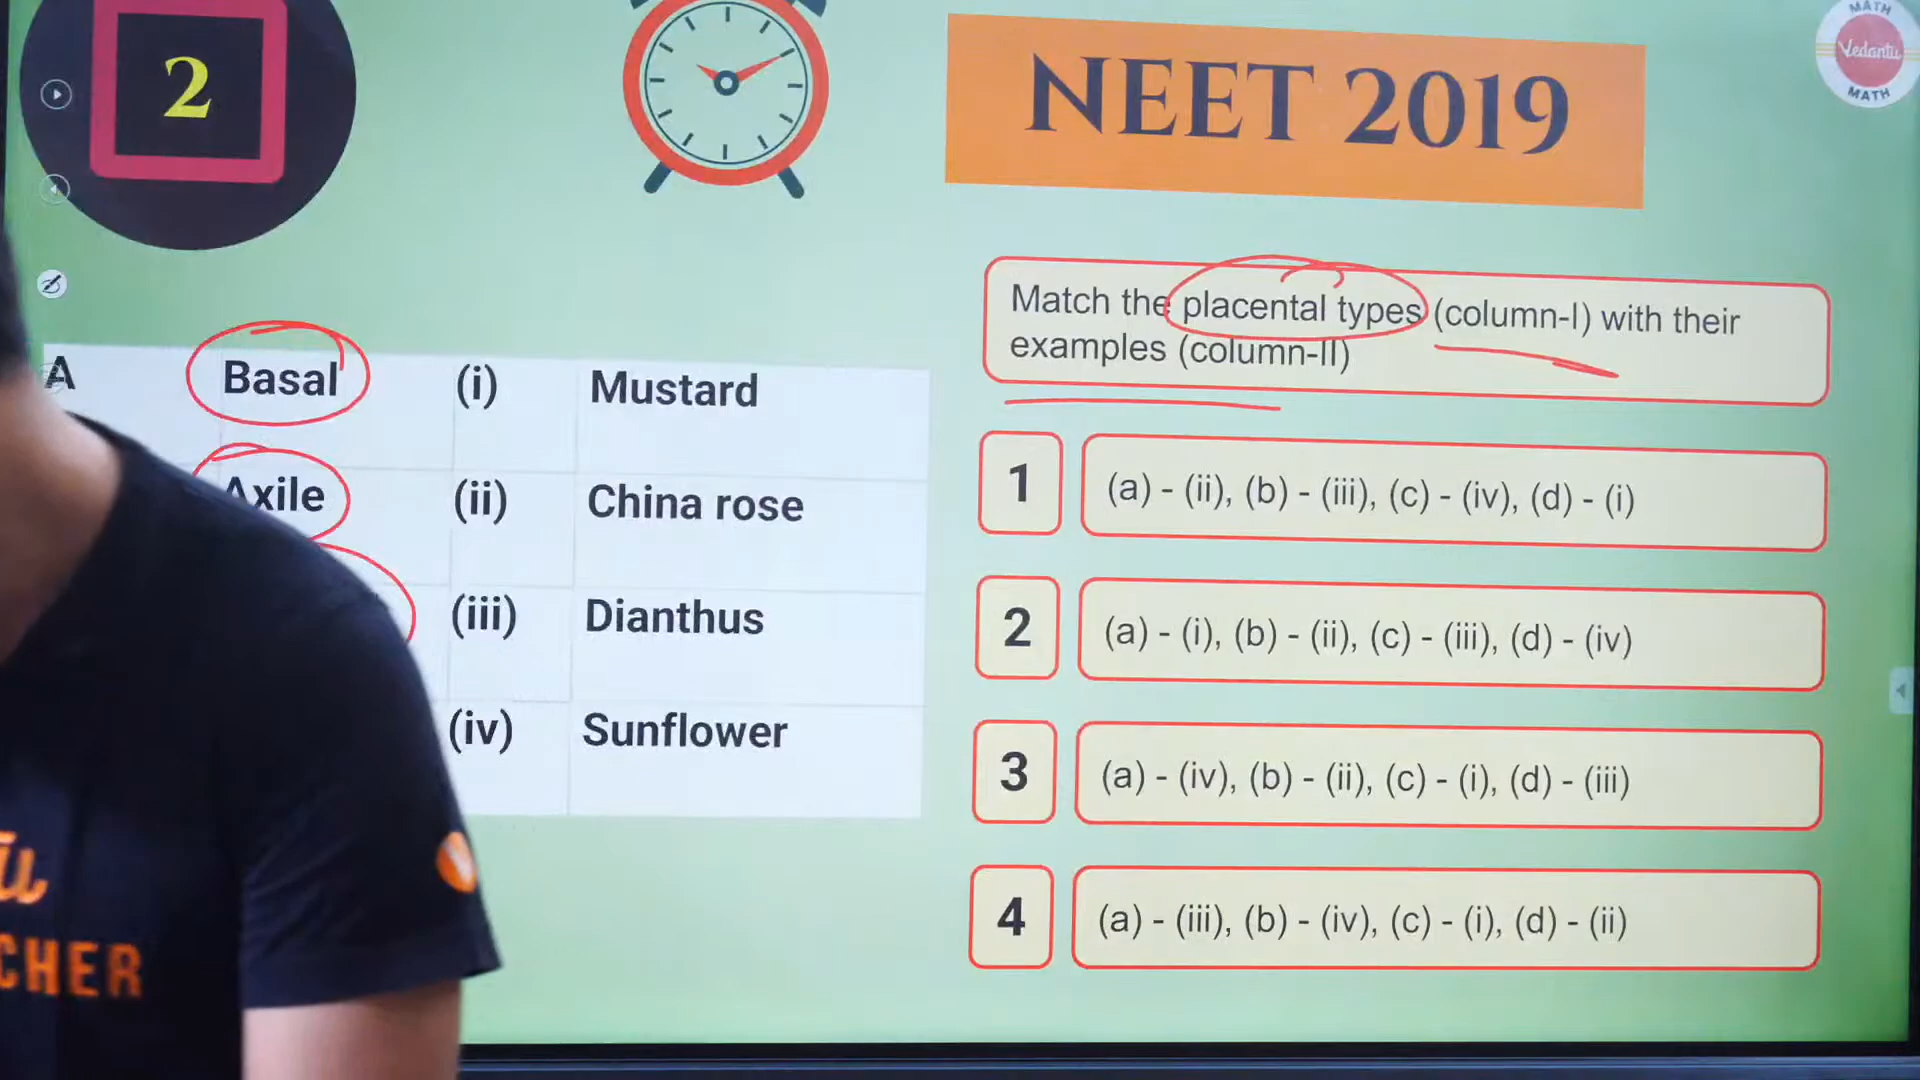 2
NEET 2019
MATH
Vedantu
MATH
Match the placental types (column-I) with their
examples (column-II)
A Basal (i) Mustard
Axile (ii) China rose
(iii) Dianthus
(iv) Sunflower
1 (a) - (ii), (b) - (iii), (c) - (iv), (d) - (i)
2 (a) - (i), (b) - (ii), (c) - (iii), (d) - (iv)
3 (a) - (iv), (b) - (ii), (c) - (i), (d) - (iii)
4 (a) - (iii), (b) - (iv), (c) - (i), (d) - (ii)